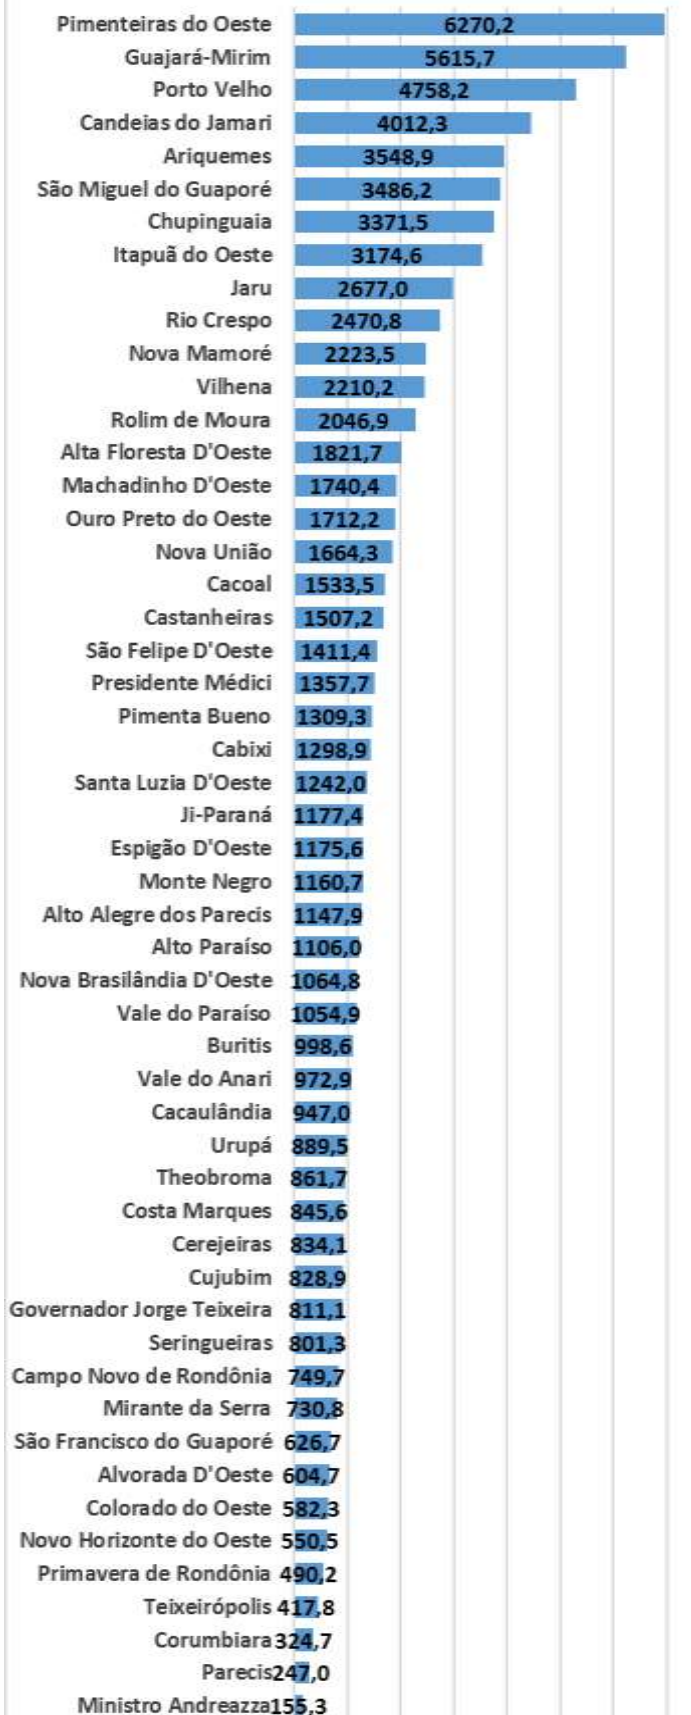 Pimenteiras do Oeste 6270,2
Guajará-Mirim 5615,7
Porto Velho 4758,2
Candeias do Jamari 4012,3
Ariquemes 3548,9
São Miguel do Guaporé 3486,2
Chupinguaia 3371,5
Itapuã do Oeste 3174,6
Jaru 2677,0
Rio Crespo 2470,8
Nova Mamoré 2223,5
Vilhena 2210,2
Rolim de Moura 2046,9
Alta Floresta D'Oeste 1821,7
Machadinho D'Oeste 1740,4
Ouro Preto do Oeste 1712,2
Nova União 1664,3
Cacoal 1533,5
Castanheiras 1507,2
São Felipe D'Oeste 1411,4
Presidente Médici 1357,7
Pimenta Bueno 1309,3
Cabixi 1298,9
Santa Luzia D'Oeste 1242,0
Ji-Paraná 1177,4
Espigão D'Oeste 1175,6
Monte Negro 1160,7
Alto Alegre dos Parecis 1147,9
Alto Paraíso 1106,0
Nova Brasilândia D'Oeste 1064,8
Vale do Paraíso 1054,9
Buritis 998,6
Vale do Anari 972,9
Cacaulândia 947,0
Urupá 889,5
Theobroma 861,7
Costa Marques 845,6
Cerejeiras 834,1
Cujubim 828,9
Governador Jorge Teixeira 811,1
Seringueiras 801,3
Campo Novo de Rondônia 749,7
Mirante da Serra 730,8
São Francisco do Guaporé 626,7
Alvorada D'Oeste 604,7
Colorado do Oeste 582,3
Novo Horizonte do Oeste 550,5
Primavera de Rondônia 490,2
Teixeirópolis 417,8
Corumbiara 324,7
Parecis 247,0
Ministro Andreazza 155,3